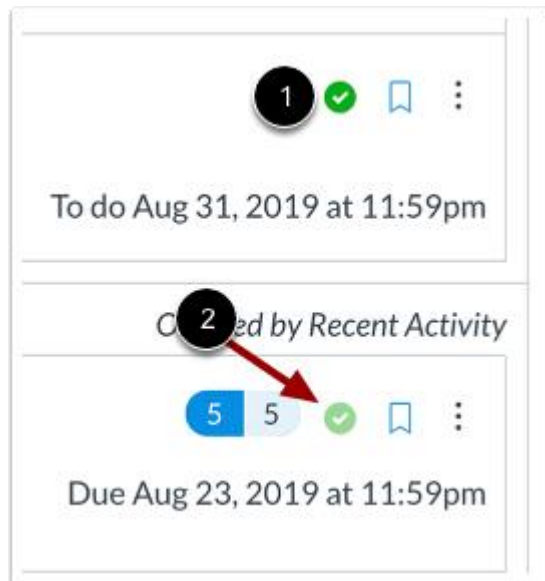 1
To do Aug 31, 2019 at 11:59pm
2
by Recent Activity
5 5
Due Aug 23, 2019 at 11:59pm